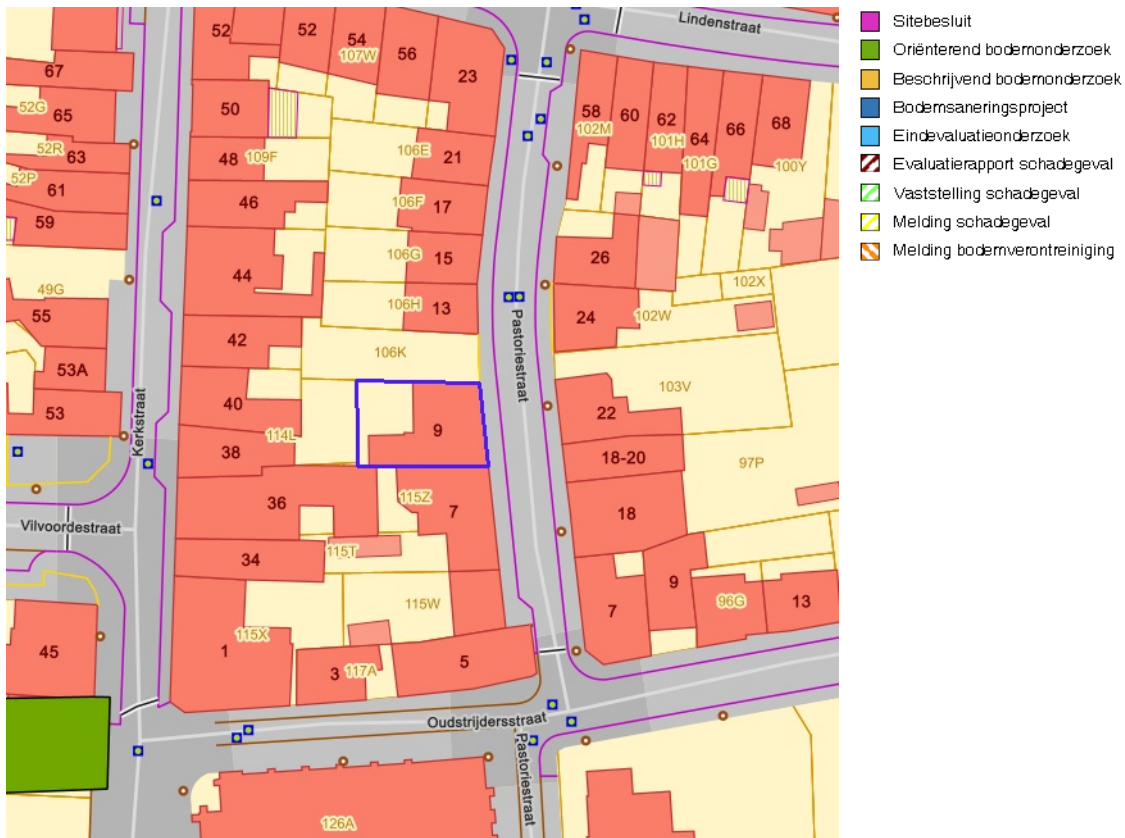 Lindenstraat
52
52
54
107W
56
23
67
52G
65
50
52R
63
48
109F
106E
21
52P
61
46
106F
17
59
44
106G
15
49G
106H
13
55
42
106K
53A
40
53
114L
38
9
Kerkstraat
Pastoriestraat
58
102M
60
62
101H
64
101G
66
68
100Y
26
102X
24
102W
103V
22
18-20
97P
18
36
115Z
7
Vilvoordestraat
34
115T
115W
9
7
96G
13
45
1
115X
3
117A
5
Oudstrijdersstraat
Pastoriestraat
126A
Sitebesluit
Oriënterend bodemonderzoek
Beschrijvend bodemonderzoek
Bodemsaneringsproject
Eindevaluatieonderzoek
Evaluatierapport schadegeval
Vaststelling schadegeval
Melding schadegeval
Melding bodemverontreiniging